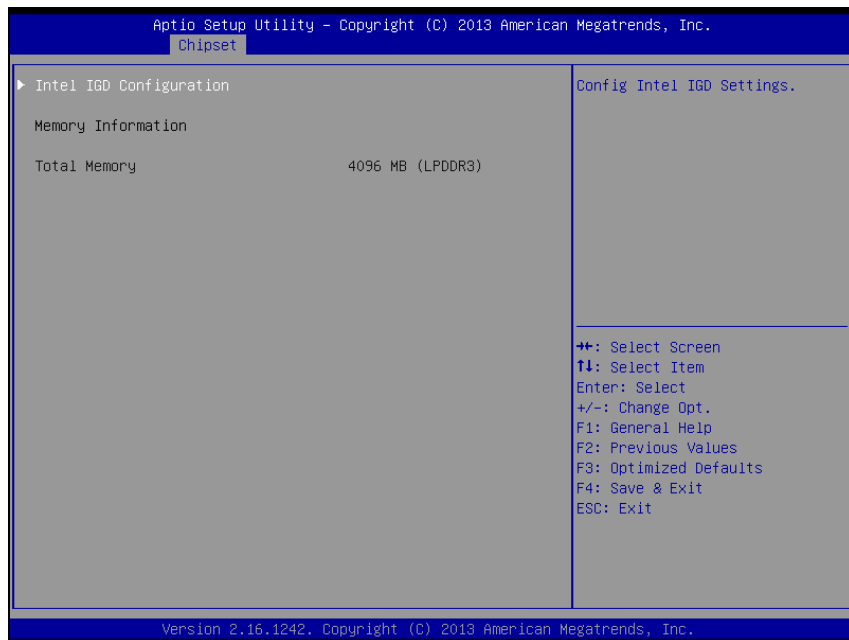 Aptio Setup Utility – Copyright (C) 2013 American Megatrends, Inc.
Chipset
Intel IGD Configuration
Memory Information
Total Memory 4096 MB (LPDDR3)
Config Intel IGD Settings.
→←: Select Screen
↑↓: Select Item
Enter: Select
+/-: Change Opt.
F1: General Help
F2: Previous Values
F3: Optimized Defaults
F4: Save & Exit
ESC: Exit
Version 2.16.1242. Copyright (C) 2013 American Megatrends, Inc.